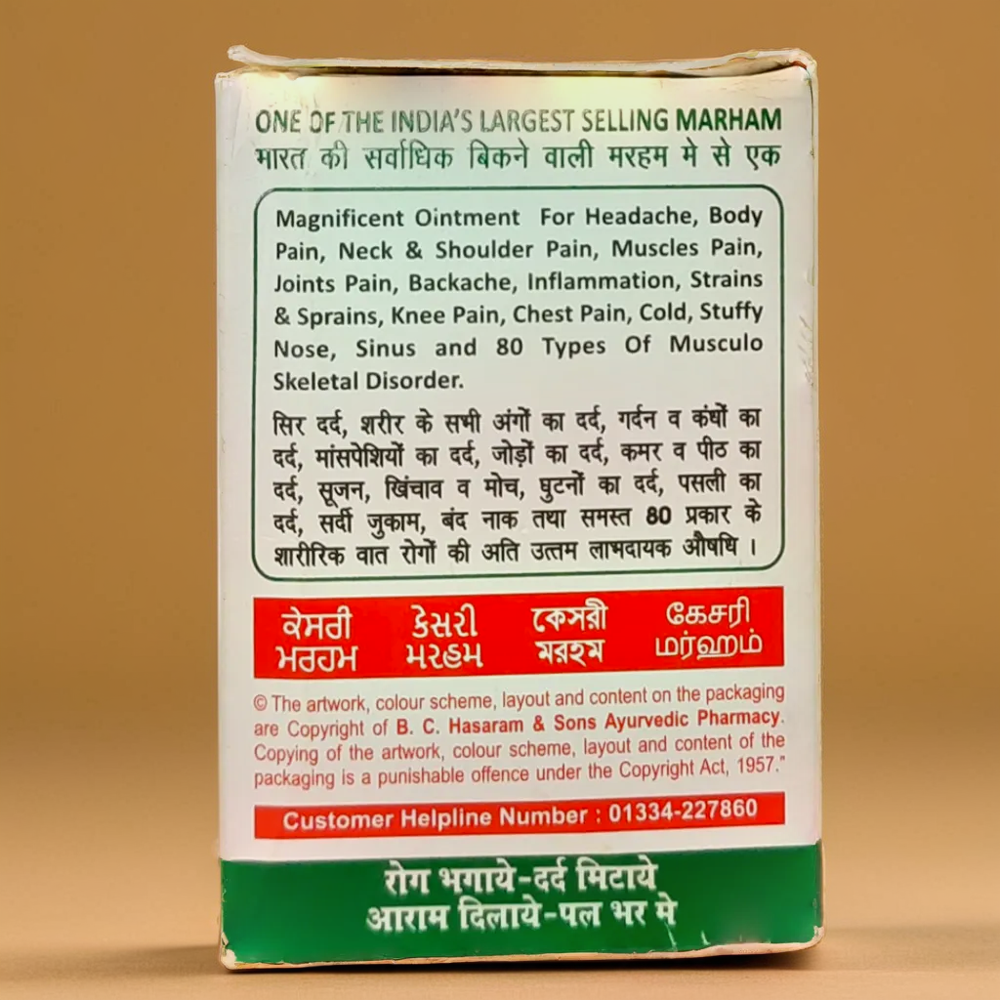 ONE OF THE INDIA'S LARGEST SELLING MARHAM
भारत की सर्वाधिक बिकने वाली मरहम मे से एक
Magnificent Ointment For Headache, Body
Pain, Neck & Shoulder Pain, Muscles Pain,
Joints Pain, Backache, Inflammation, Strains
& Sprains, Knee Pain, Chest Pain, Cold, Stuffy
Nose, Sinus and 80 Types Of Musculo
Skeletal Disorder.
सिर दर्द, शरीर के सभी अंगों का दर्द, गर्दन व कंधों का
दर्द, मांसपेशियों का दर्द, जोड़ों का दर्द, कमर व पीठ का
दर्द, सूजन, खिंचाव व मोच, घुटनों का दर्द, पसली का
दर्द, सर्दी जुकाम, बंद नाक तथा समस्त 80 प्रकार के
शारीरिक वात रोगों की अति उत्तम लाभदायक औषधि ।
ਕੇਸਰੀ કેસરી কেসরী கேசரி
ਮਰਹਮ મરહમ মরহম மர்ஹம்
© The artwork, colour scheme, layout and content on the packaging
are Copyright of B. C. Hasaram & Sons Ayurvedic Pharmacy.
Copying of the artwork, colour scheme, layout and content of the
packaging is a punishable offence under the Copyright Act, 1957."
Customer Helpline Number : 01334-227860
रोग भगाये-दर्द मिटाये
आराम दिलाये-पल भर मे